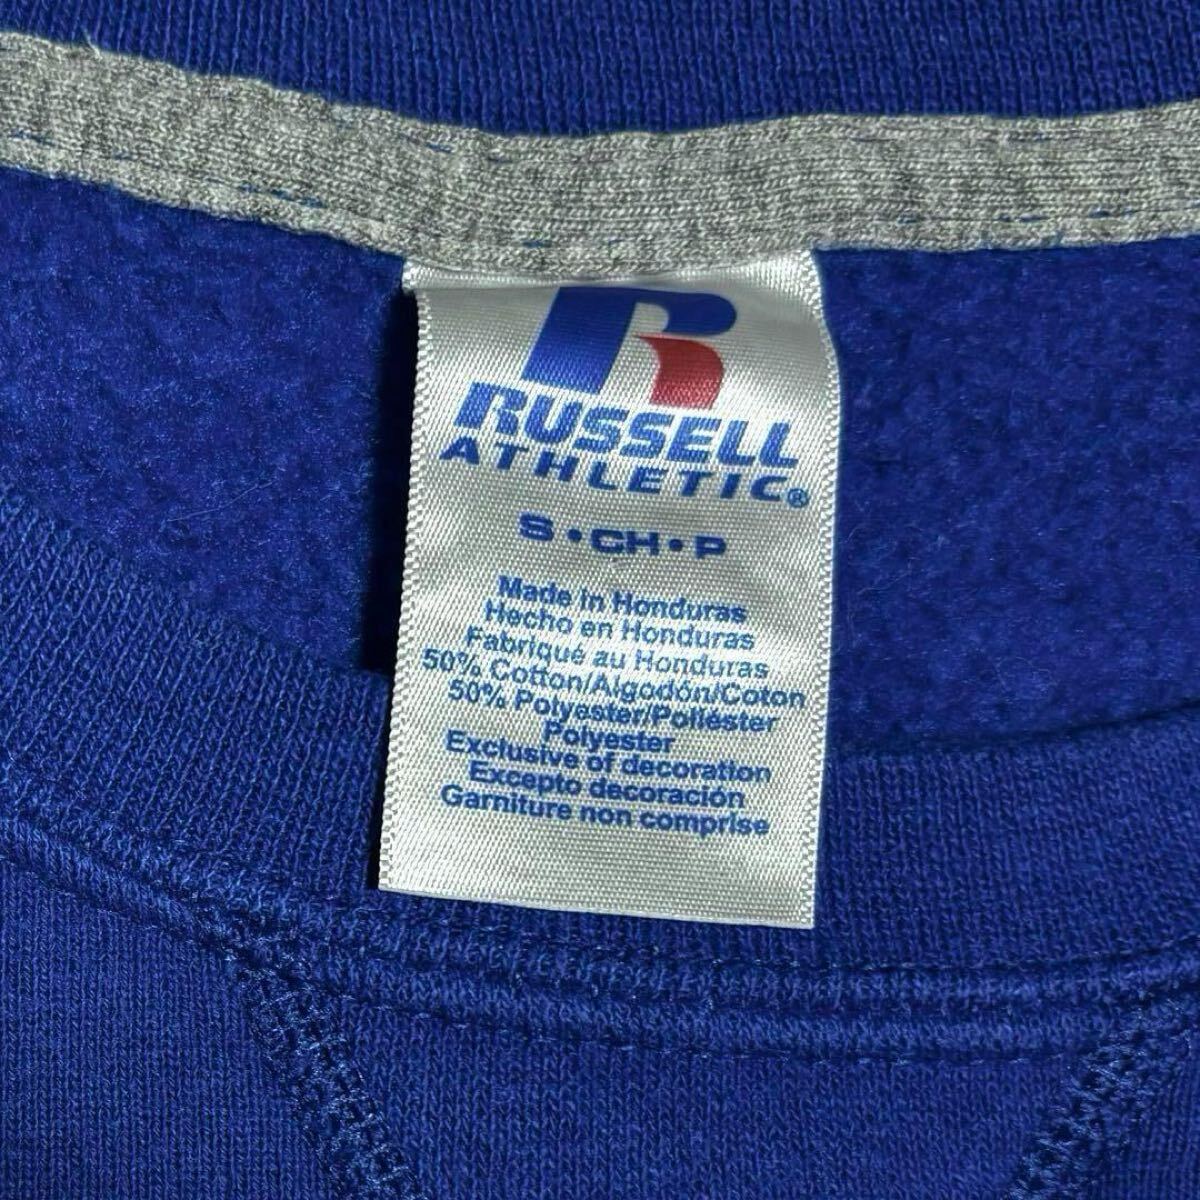 R
RUSSELL
ATHLETIC®
S•CH•P
Made in Honduras
Hecho en Honduras
Fabriqué au Honduras
50% Cotton/Algodón/Coton
50% Polyester/Poliéster
Polyester
Exclusive of decoration
Excepto decoración
Garniture non comprise